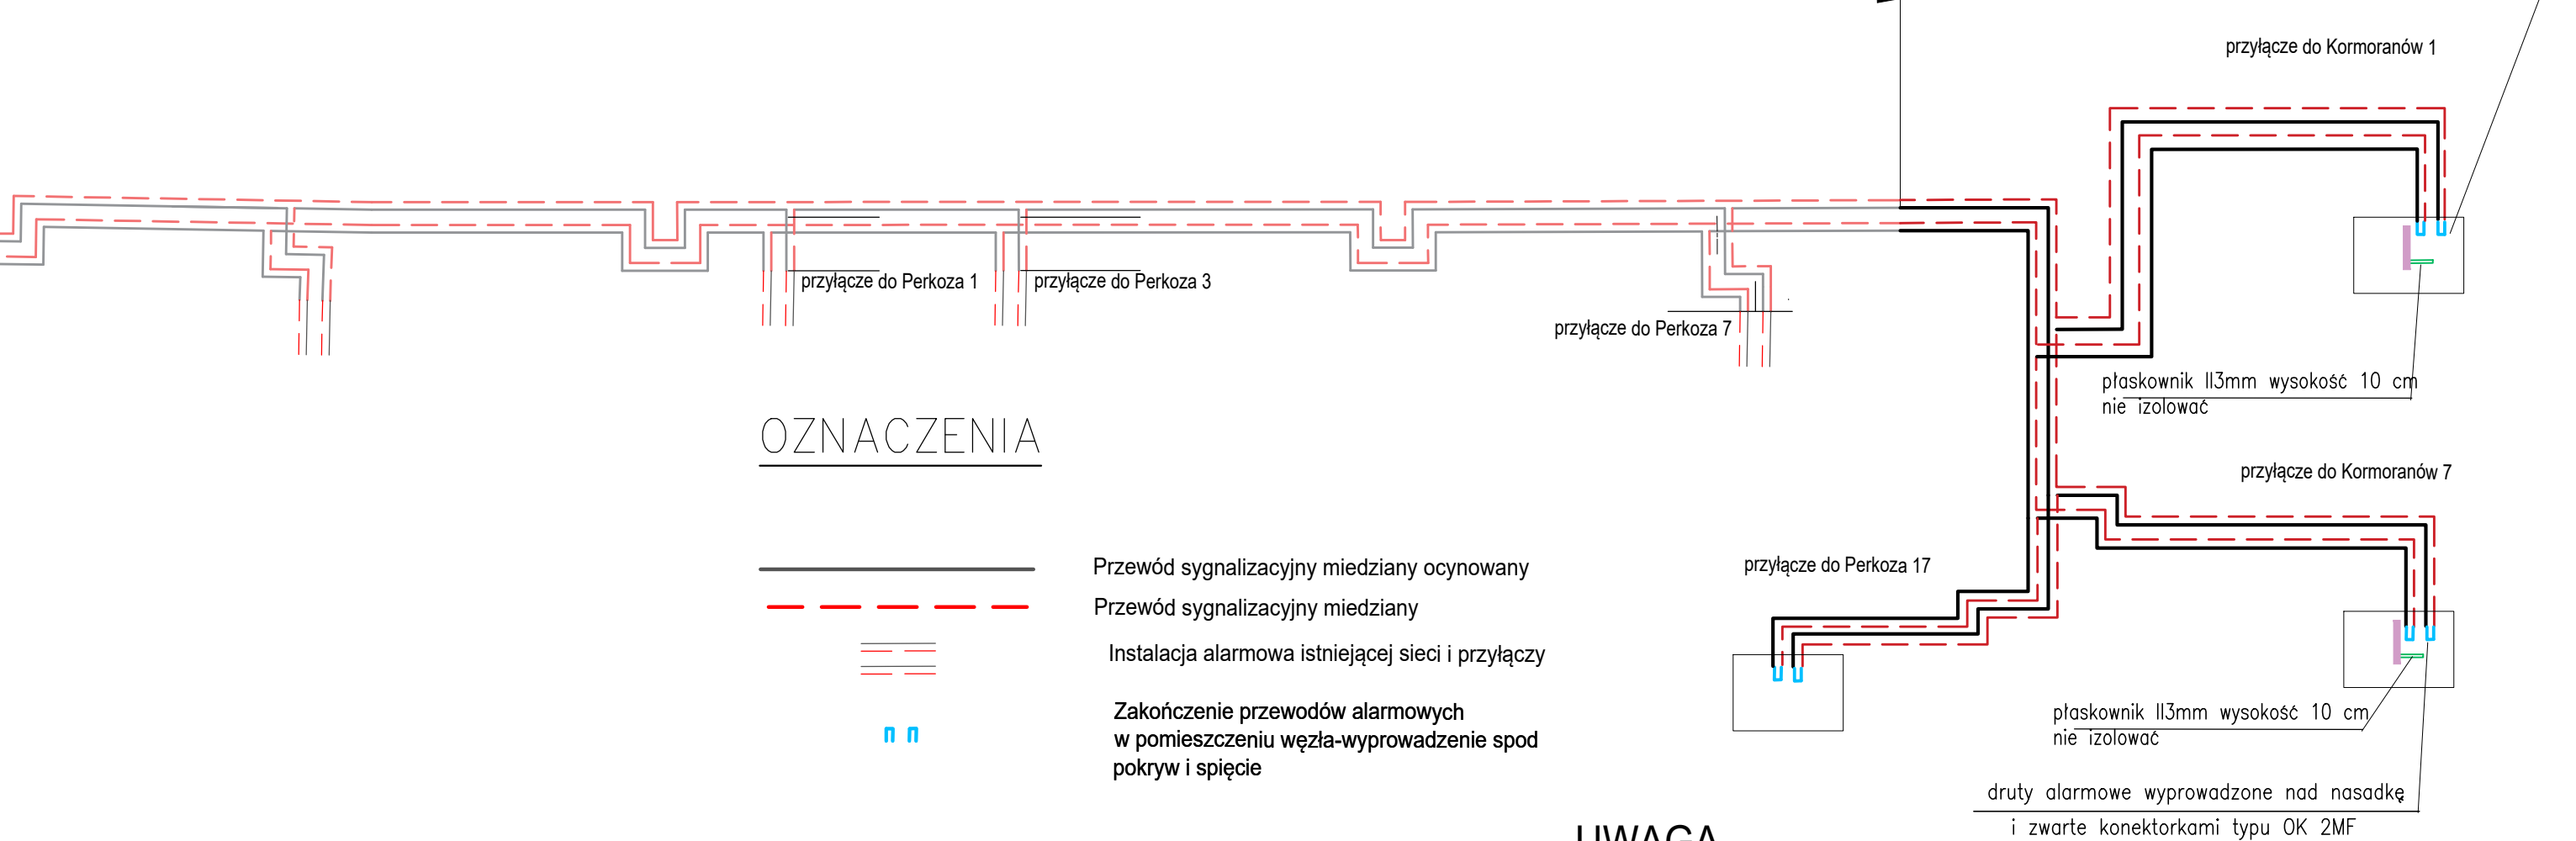 przyłącze do Kormoranów 1
przyłącze do Perkoza 1
przyłącze do Perkoza 3
przyłącze do Perkoza 7
płaskownik II3mm wysokość 10 cm
nie izolować
OZNACZENIA
przyłącze do Kormoranów 7
Przewód sygnalizacyjny miedziany ocynowany
przyłącze do Perkoza 17
Przewód sygnalizacyjny miedziany
Instalacja alarmowa istniejącej sieci i przyłączy
Zakończenie przewodów alarmowych
w pomieszczeniu węzła-wyprowadzenie spod
pokryw i spięcie
płaskownik II3mm wysokość 10 cm
nie izolować
druty alarmowe wyprowadzone nad nasadkę
i zwarte konektorkami typu OK 2MF
UWAGA